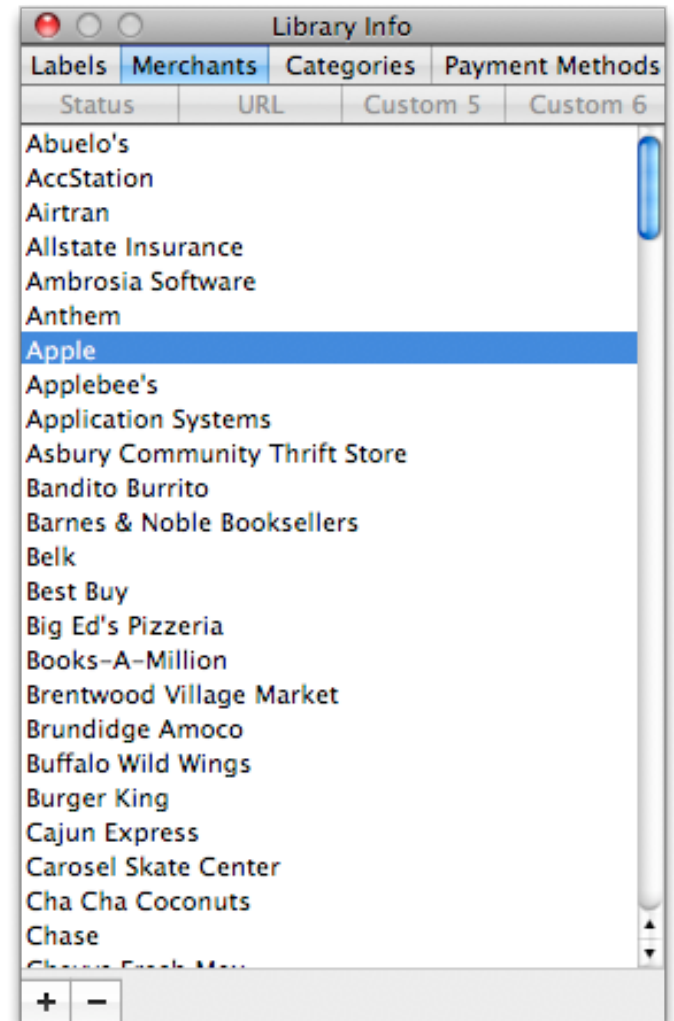 Library Info
Labels Merchants Categories Payment Methods
Status URL Custom 5 Custom 6
Abuelo's
AccStation
Airtran
Allstate Insurance
Ambrosia Software
Anthem
Apple
Applebee's
Application Systems
Asbury Community Thrift Store
Bandito Burrito
Barnes & Noble Booksellers
Belk
Best Buy
Big Ed's Pizzeria
Books-A-Million
Brentwood Village Market
Brundidge Amoco
Buffalo Wild Wings
Burger King
Cajun Express
Carosel Skate Center
Cha Cha Coconuts
Chase
+ −